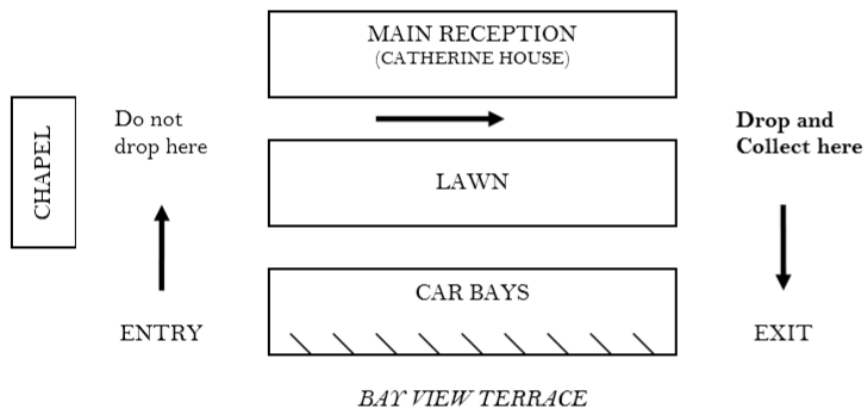 MAIN RECEPTION
(CATHERINE HOUSE)
CHAPEL
Do not
drop here
Drop and
Collect here
LAWN
CAR BAYS
ENTRY
EXIT
BAY VIEW TERRACE